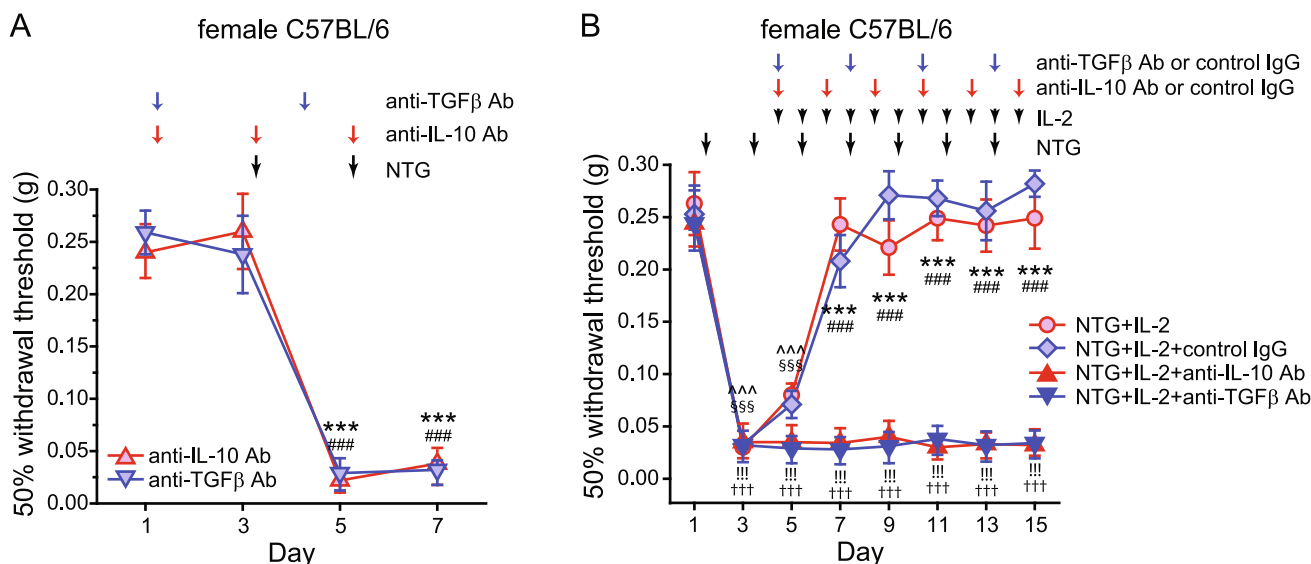 A
female C57BL/6
anti-TGFβ Ab
anti-IL-10 Ab
NTG
50% withdrawal threshold (g)
0.30
0.25
0.20
0.15
0.10
0.05
0.00
***
###
***
###
anti-IL-10 Ab
anti-TGFβ Ab
1 3 5 7
Day
B
female C57BL/6
anti-TGFβ Ab or control IgG
anti-IL-10 Ab or control IgG
IL-2
NTG
50% withdrawal threshold (g)
0.30
0.25
0.20
0.15
0.10
0.05
0.00
^^^
§§§
^^^
§§§
***
###
***
###
***
###
***
###
***
###
!!! !!! !!! !!! !!! !!! !!!
††† ††† ††† ††† ††† ††† †††
NTG+IL-2
NTG+IL-2+control IgG
NTG+IL-2+anti-IL-10 Ab
NTG+IL-2+anti-TGFβ Ab
1 3 5 7 9 11 13 15
Day